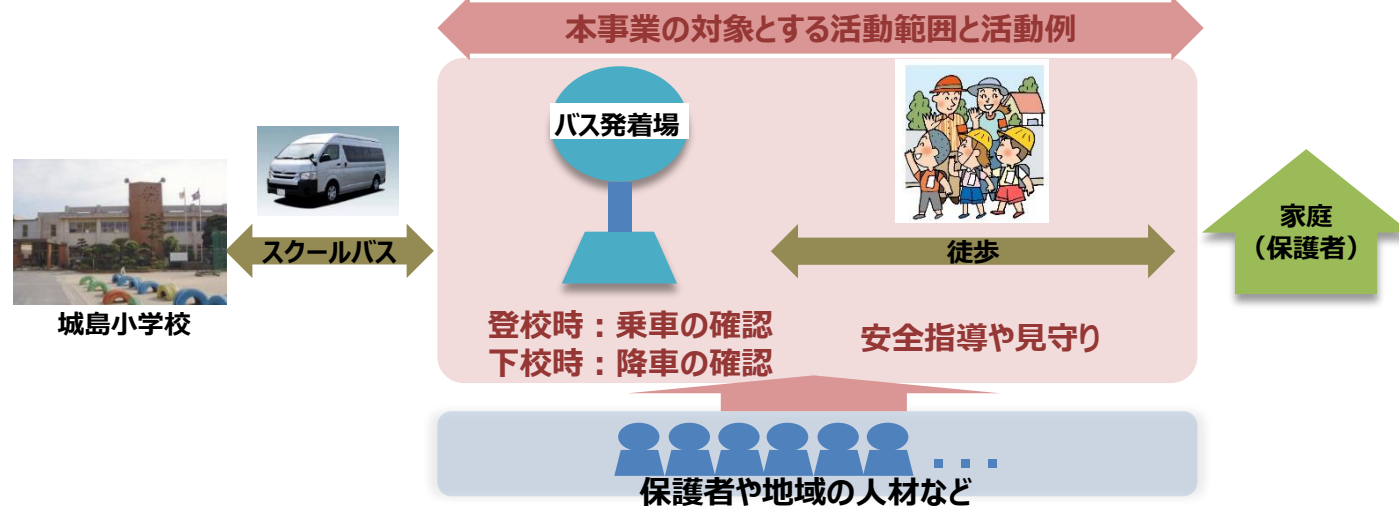 本事業の対象とする活動範囲と活動例
バス発着場
スクールバス
城島小学校
徒歩
家庭
（保護者）
登校時：乗車の確認
下校時：降車の確認
安全指導や見守り
・・・
保護者や地域の人材など